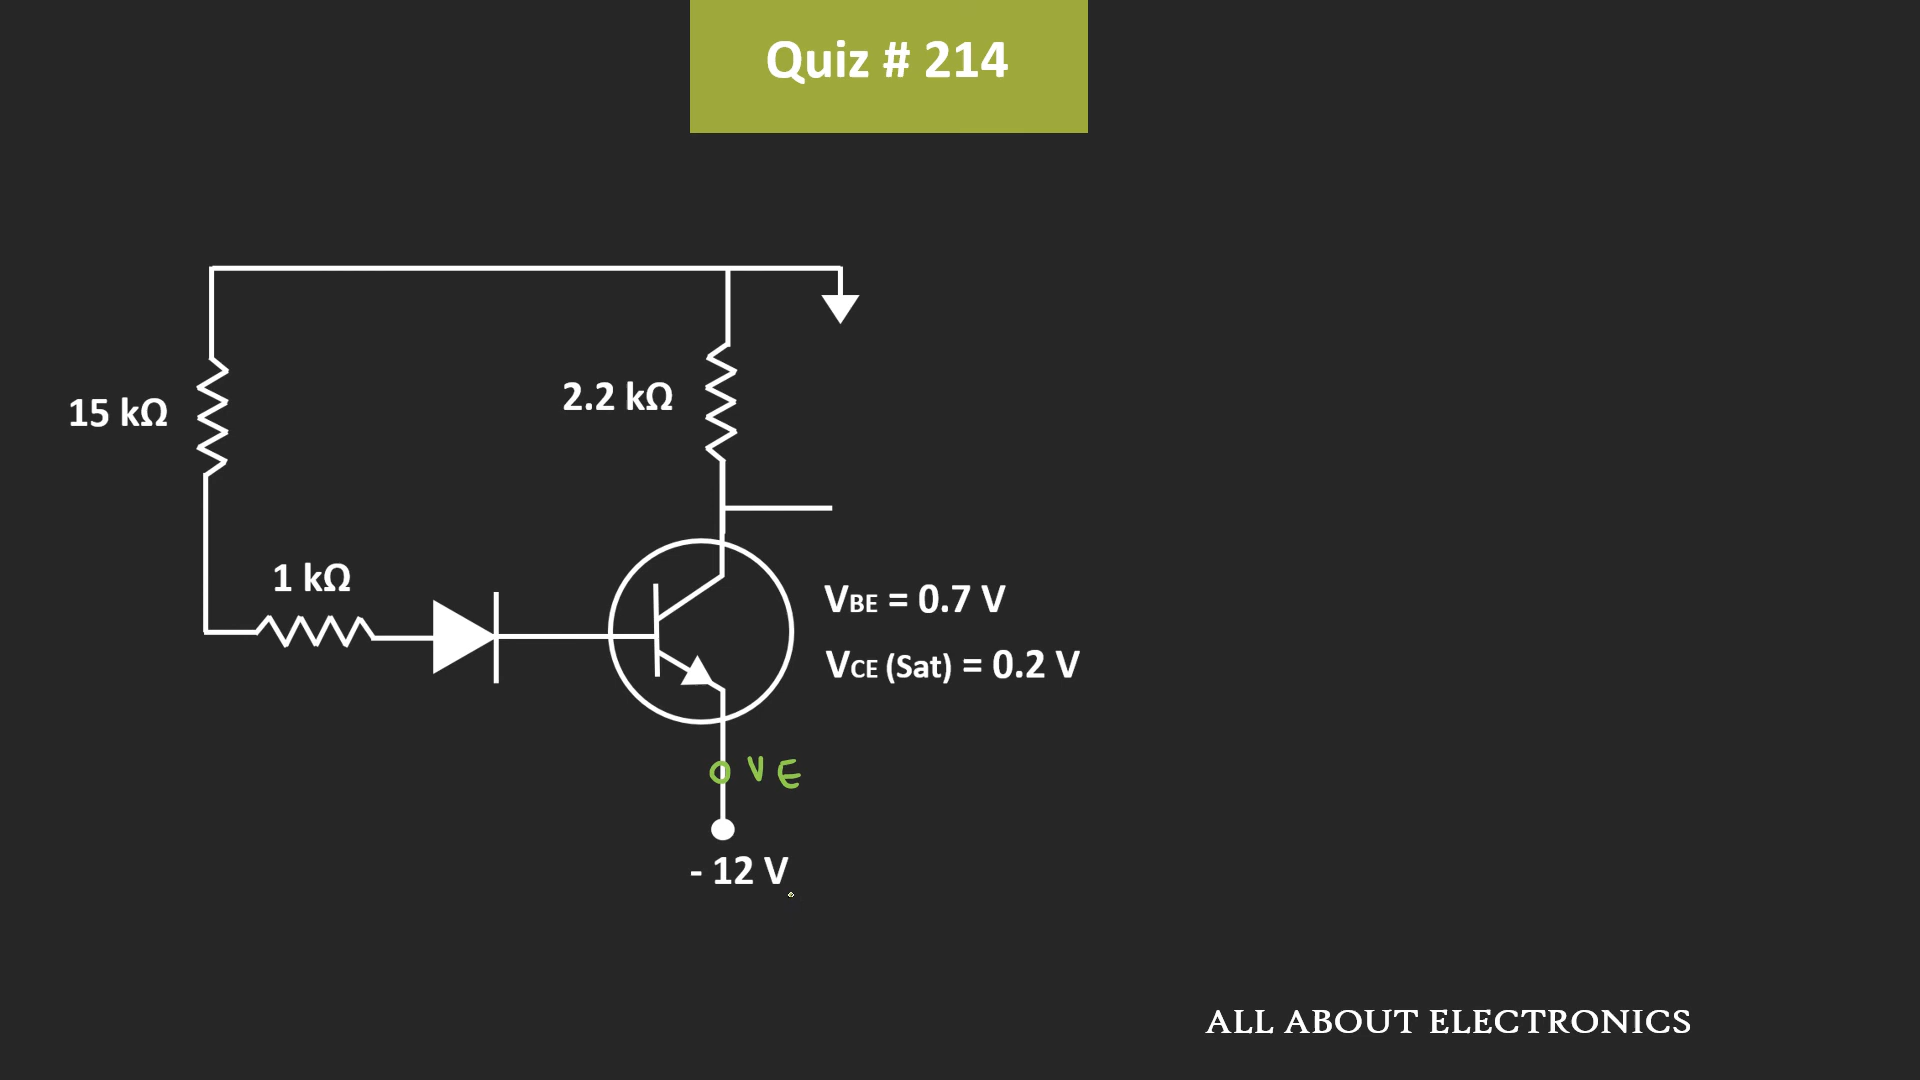 Quiz # 214
15 kΩ
2.2 kΩ
1 kΩ
VBE = 0.7 V
VCE (Sat) = 0.2 V
VE
- 12 V
ALL ABOUT ELECTRONICS